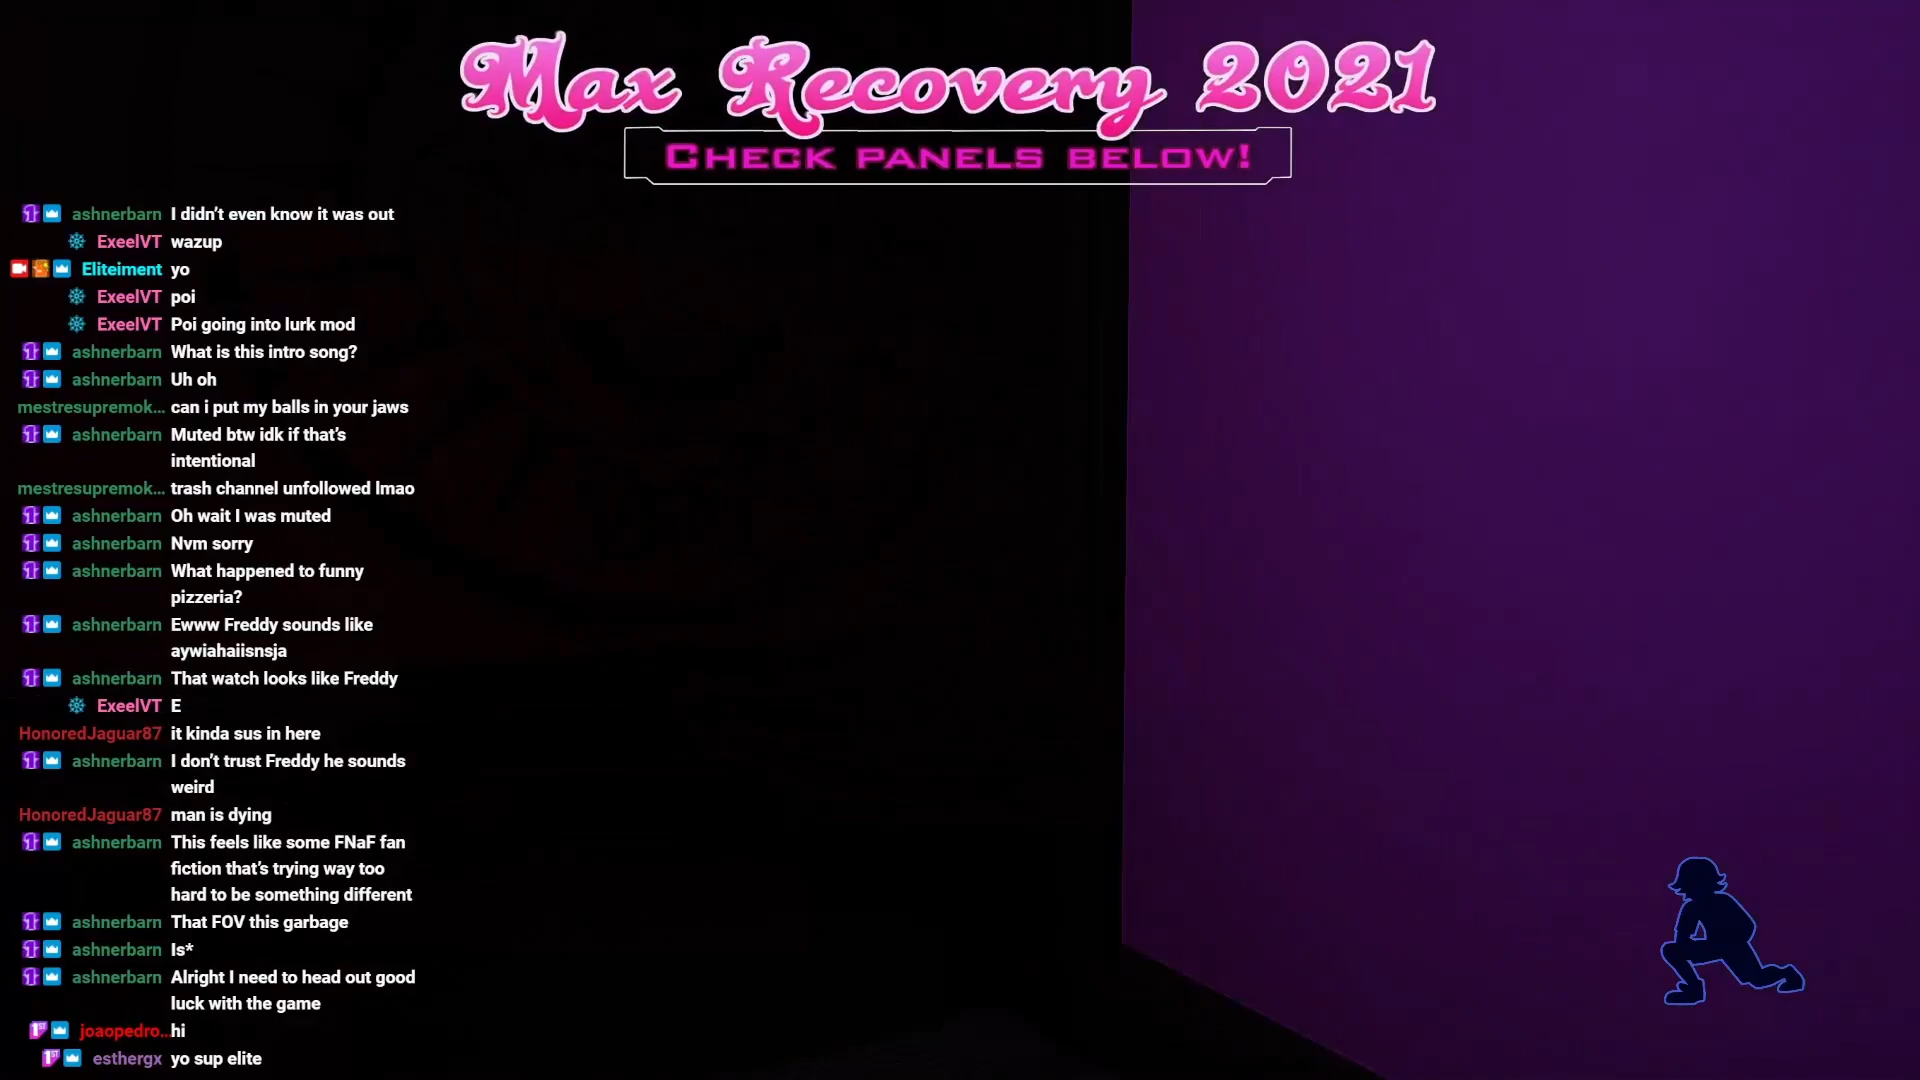 Max Recovery 2021
CHECK PANELS BELOW!
ashnerbarn I didn’t even know it was out
ExeelVT wazup
Eliteiment yo
ExeelVT poi
ExeelVT Poi going into lurk mod
ashnerbarn What is this intro song?
ashnerbarn Uh oh
mestresupremok... can i put my balls in your jaws
ashnerbarn Muted btw idk if that’s
intentional
mestresupremok... trash channel unfollowed lmao
ashnerbarn Oh wait I was muted
ashnerbarn Nvm sorry
ashnerbarn What happened to funny
pizzeria?
ashnerbarn Ewww Freddy sounds like
aywiahaiisnsja
ashnerbarn That watch looks like Freddy
ExeelVT E
HonoredJaguar87 it kinda sus in here
ashnerbarn I don’t trust Freddy he sounds
weird
HonoredJaguar87 man is dying
ashnerbarn This feels like some FNaF fan
fiction that’s trying way too
hard to be something different
ashnerbarn That FOV this garbage
ashnerbarn Is*
ashnerbarn Alright I need to head out good
luck with the game
joaopedro... hi
esthergx yo sup elite